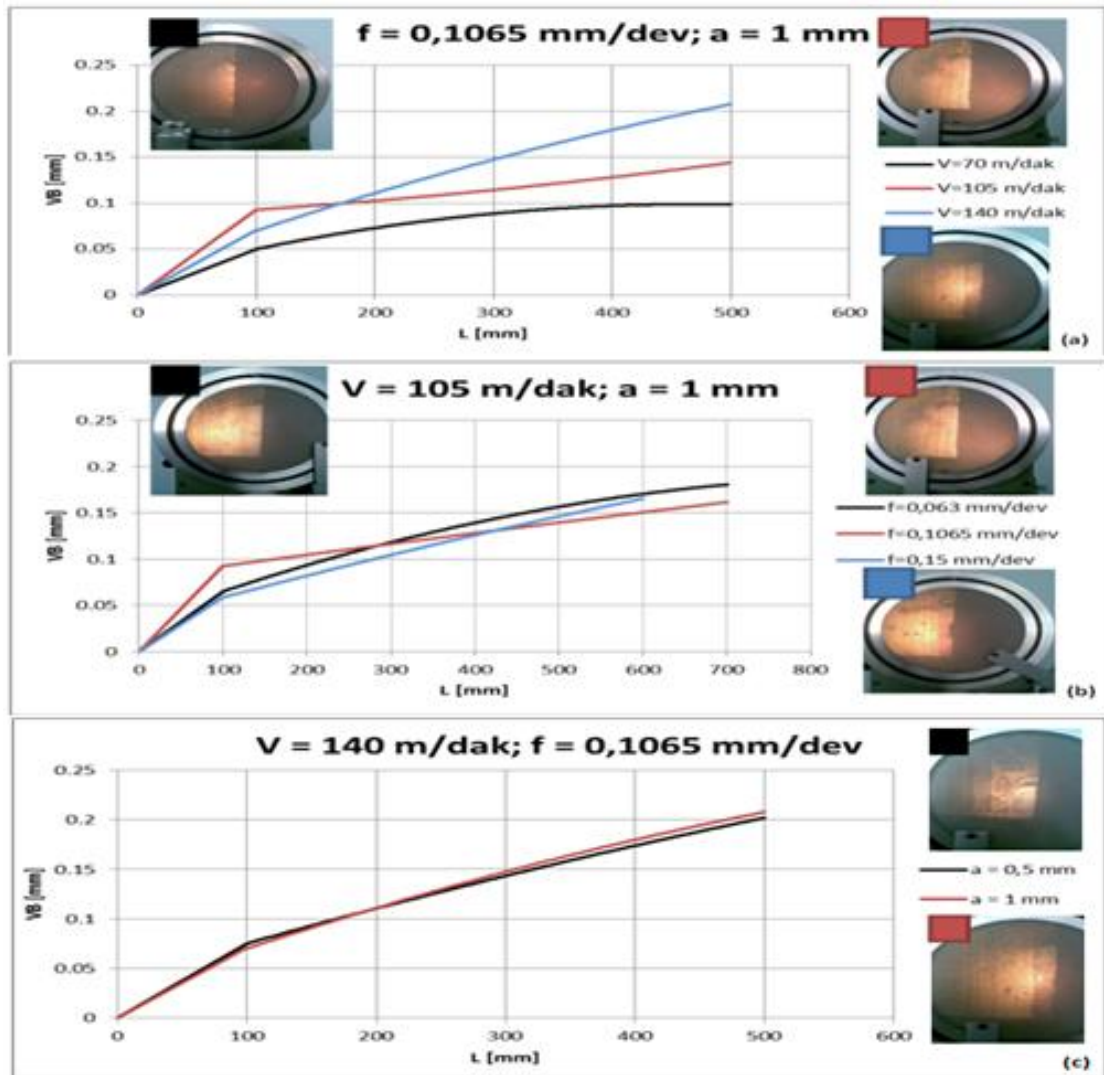 f = 0,1065 mm/dev; a = 1 mm
0.25
0.2
0.15
0.1
0.05
0
VB [mm]
0 100 200 300 400 500 600
L [mm]
V=70 m/dak
V=105 m/dak
V=140 m/dak
(a)
V = 105 m/dak; a = 1 mm
0.25
0.2
0.15
0.1
0.05
0
VB [mm]
0 100 200 300 400 500 600 700 800
L [mm]
f=0,063 mm/dev
f=0,1065 mm/dev
f=0,15 mm/dev
(b)
V = 140 m/dak; f = 0,1065 mm/dev
0.25
0.2
0.15
0.1
0.05
0
VB [mm]
0 100 200 300 400 500 600
L [mm]
a = 0,5 mm
a = 1 mm
(c)